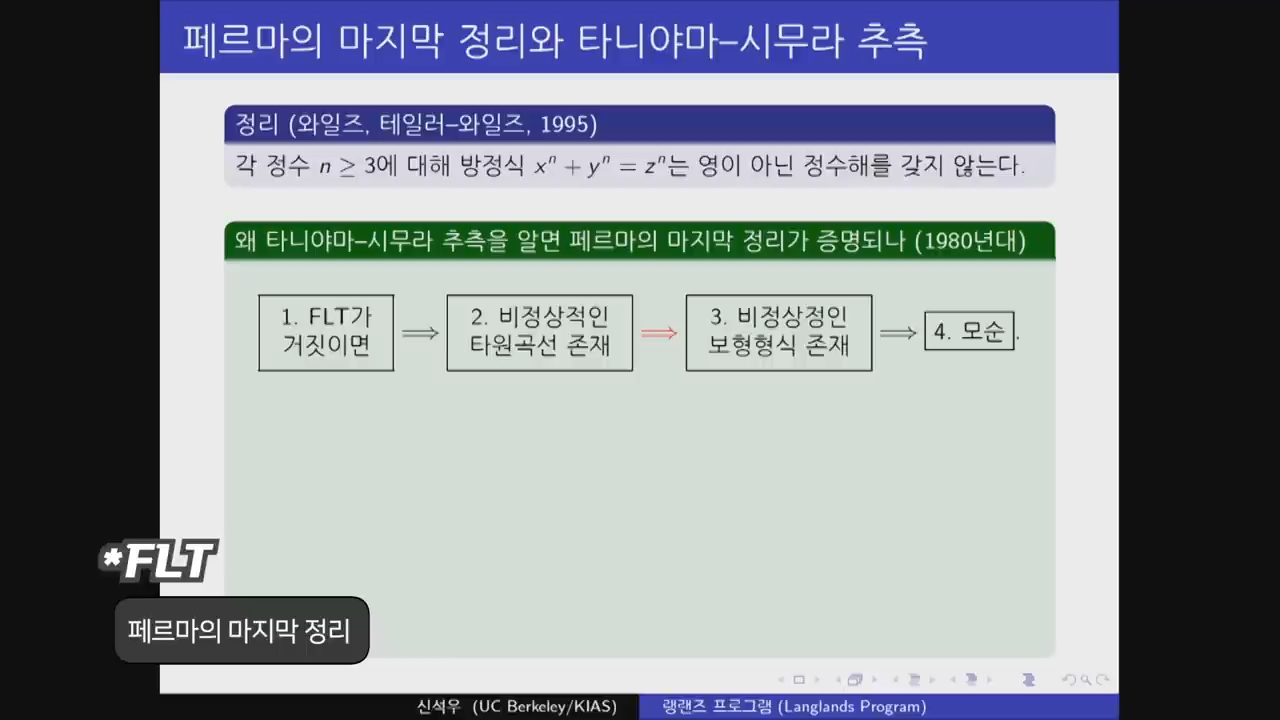 페르마의 마지막 정리와 타니야마–시무라 추측
정리 (와일즈, 테일러–와일즈, 1995)
각 정수 n ≥ 3에 대해 방정식 xⁿ + yⁿ = zⁿ는 영이 아닌 정수해를 갖지 않는다.
왜 타니야마–시무라 추측을 알면 페르마의 마지막 정리가 증명되나 (1980년대)
1. FLT가
거짓이면
⟹
2. 비정상적인
타원곡선 존재
⟹
3. 비정상정인
보형형식 존재
⟹
4. 모순.
*FLT
페르마의 마지막 정리
신석우 (UC Berkeley/KIAS)
랭랜즈 프로그램 (Langlands Program)